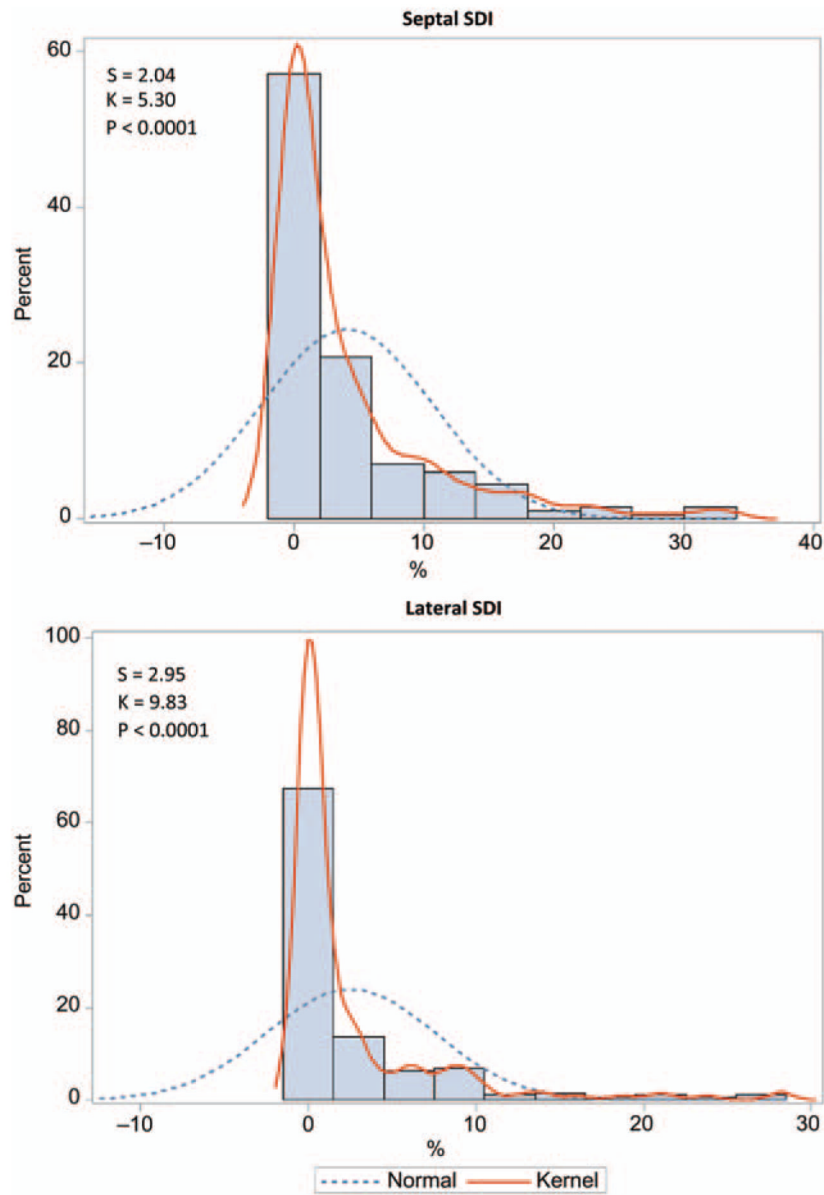 Septal SDI
S = 2.04
K = 5.30
P < 0.0001
60
40
20
0
Percent
–10 0 10 20 30 40
%
Lateral SDI
S = 2.95
K = 9.83
P < 0.0001
100
80
60
40
20
0
Percent
–10 0 10 20 30
%
Normal Kernel